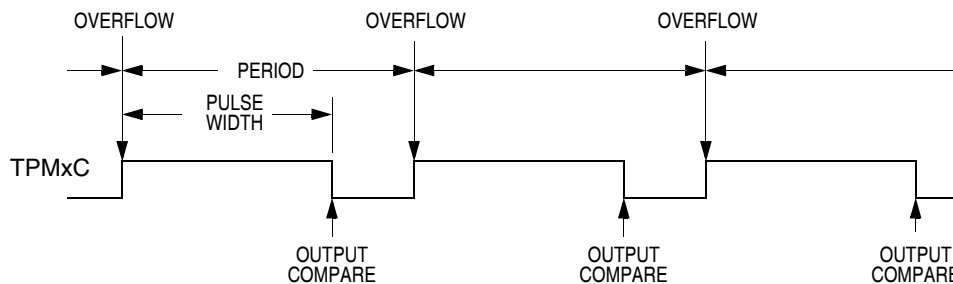 OVERFLOW OVERFLOW OVERFLOW
PERIOD
PULSE
WIDTH
TPMxC
OUTPUT
COMPARE
OUTPUT
COMPARE
OUTPUT
COMPARE